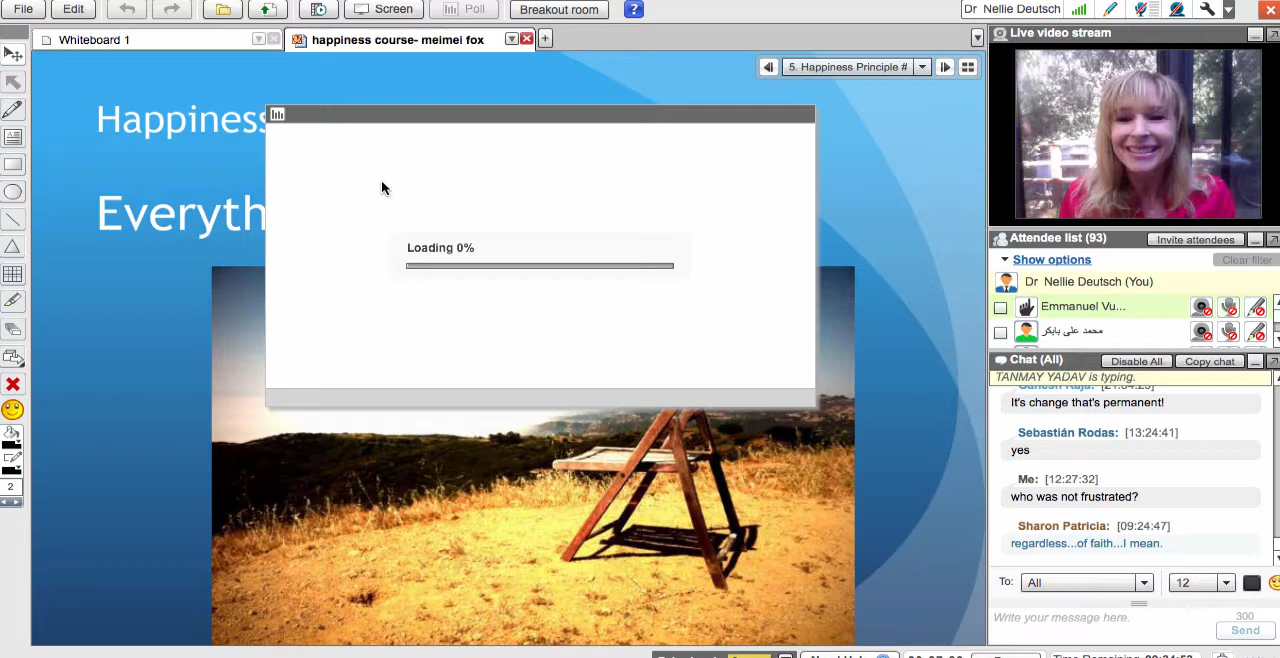 File Edit Screen Poll Breakout room ? Dr Nellie Deutsch
Whiteboard 1 happiness course- meimei fox
5. Happiness Principle #
Happiness
Everyth
Loading 0%
2
Live video stream
Attendee list (93) Invite attendees
Show options Clear filter
Dr Nellie Deutsch (You)
Emmanuel Vu...
محمد علی بابکر
Chat (All) Disable All Copy chat
TANMAY YADAV is typing.
It's change that's permanent!
Sebastián Rodas: [13:24:41]
yes
Me: [12:27:32]
who was not frustrated?
Sharon Patricia: [09:24:47]
regardless...of faith...I mean.
To: All 12
Write your message here. 300
Send